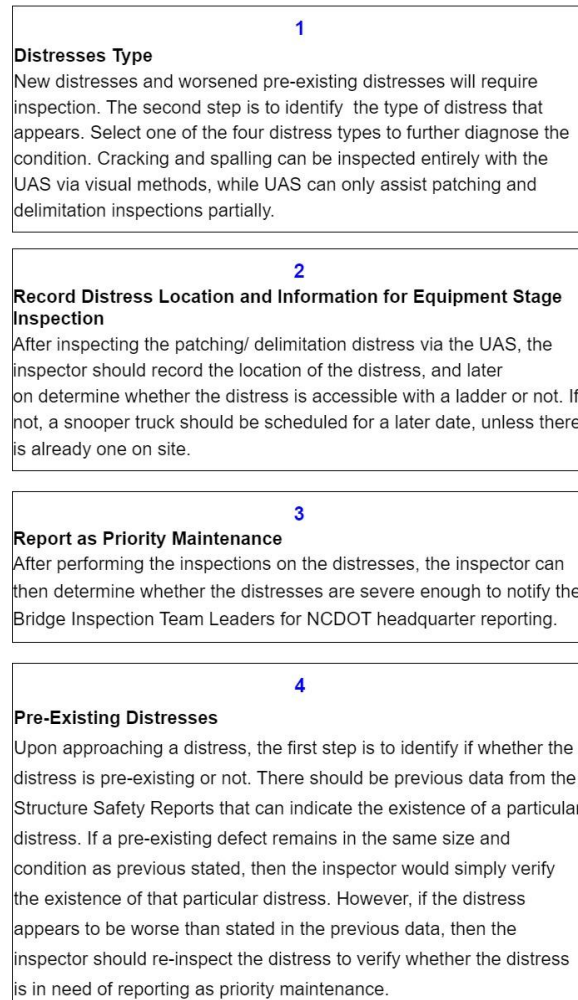 1
Distresses Type
New distresses and worsened pre-existing distresses will require
inspection. The second step is to identify the type of distress that
appears. Select one of the four distress types to further diagnose the
condition. Cracking and spalling can be inspected entirely with the
UAS via visual methods, while UAS can only assist patching and
delimitation inspections partially.
2
Record Distress Location and Information for Equipment Stage
Inspection
After inspecting the patching/ delimitation distress via the UAS, the
inspector should record the location of the distress, and later
on determine whether the distress is accessible with a ladder or not. If
not, a snooper truck should be scheduled for a later date, unless there
is already one on site.
3
Report as Priority Maintenance
After performing the inspections on the distresses, the inspector can
then determine whether the distresses are severe enough to notify the
Bridge Inspection Team Leaders for NCDOT headquarter reporting.
4
Pre-Existing Distresses
Upon approaching a distress, the first step is to identify if whether the
distress is pre-existing or not. There should be previous data from the
Structure Safety Reports that can indicate the existence of a particular
distress. If a pre-existing defect remains in the same size and
condition as previous stated, then the inspector would simply verify
the existence of that particular distress. However, if the distress
appears to be worse than stated in the previous data, then the
inspector should re-inspect the distress to verify whether the distress
is in need of reporting as priority maintenance.